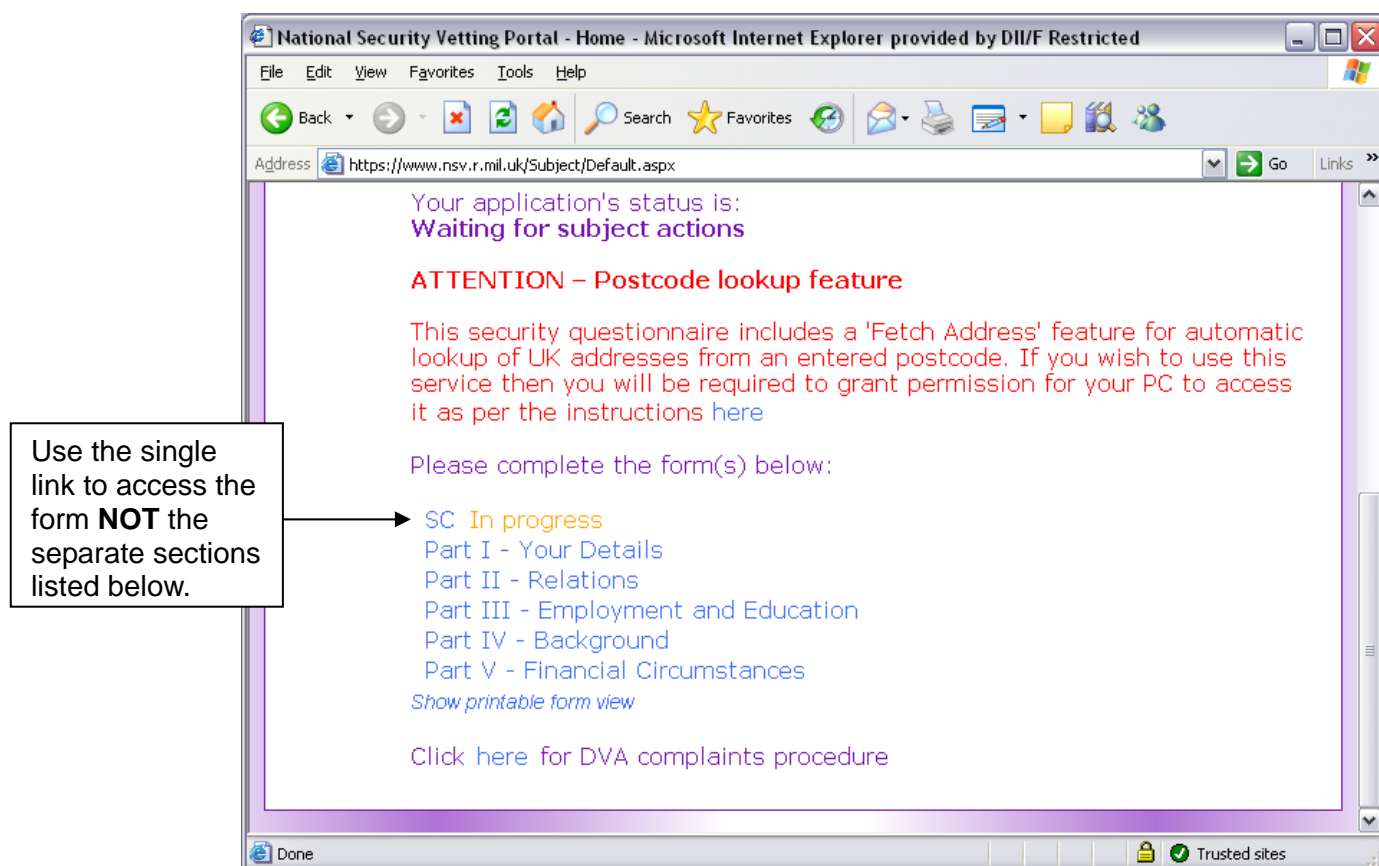 National Security Vetting Portal - Home - Microsoft Internet Explorer provided by DII/F Restricted
File Edit View Favorites Tools Help
Back Search Favorites
Address https://www.nsv.r.mil.uk/Subject/Default.aspx Go Links »
Your application's status is:
Waiting for subject actions
ATTENTION – Postcode lookup feature
This security questionnaire includes a 'Fetch Address' feature for automatic
lookup of UK addresses from an entered postcode. If you wish to use this
service then you will be required to grant permission for your PC to access
it as per the instructions here
Please complete the form(s) below:
Use the single
link to access the
form NOT the
separate sections
listed below.
SC In progress
Part I - Your Details
Part II - Relations
Part III - Employment and Education
Part IV - Background
Part V - Financial Circumstances
Show printable form view
Click here for DVA complaints procedure
Done Trusted sites